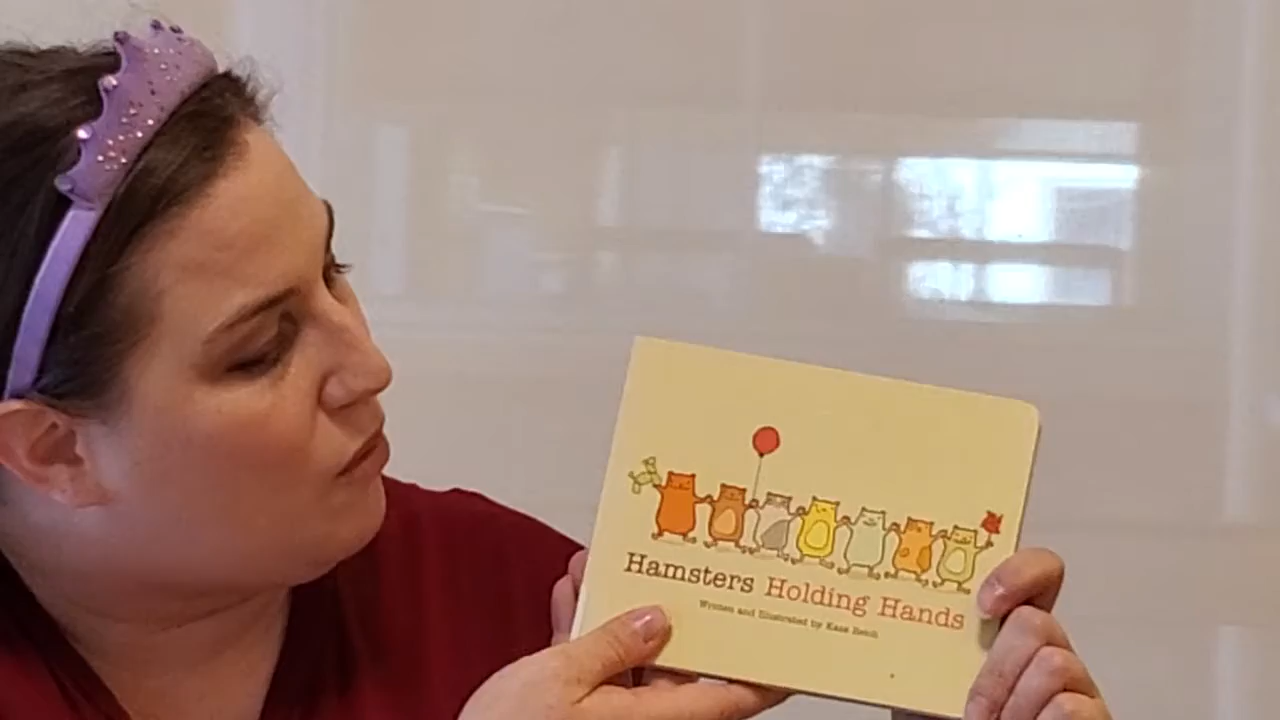 Hamsters Holding Hands
Written and Illustrated by Kass Reich